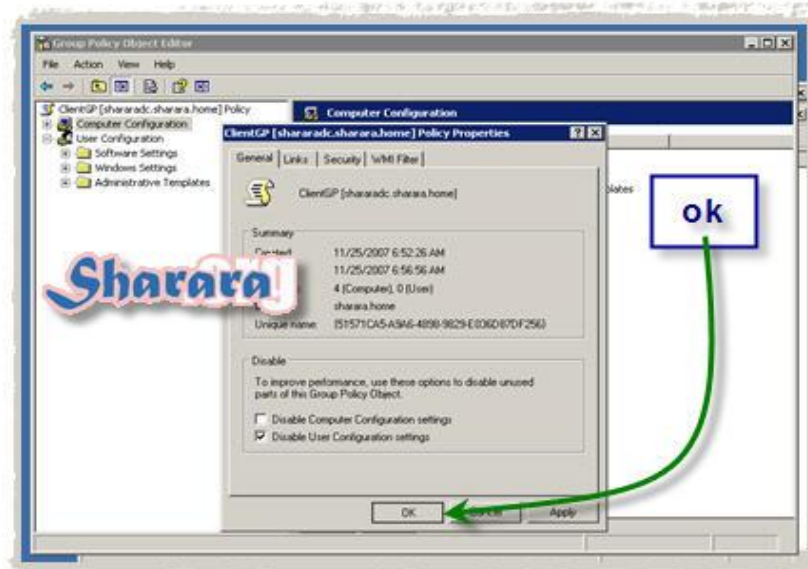 Group Policy Object Editor
File Action View Help
ClientGP [shararadc.sharara.home] Policy
Computer Configuration
User Configuration
Software Settings
Windows Settings
Administrative Templates
Computer Configuration
ClientGP [shararadc.sharara.home] Policy Properties
General Links Security WMI Filter
ClientGP [shararadc.sharara.home]
Summary
Created
11/25/2007 6:52:26 AM
11/25/2007 6:56:56 AM
4 (Computer), 0 (User)
sharara.home
Unique name:
Disable
To improve performance, use these options to disable unused
parts of this Group Policy Object.
Disable Computer Configuration settings
Disable User Configuration settings
OK Cancel Apply
plates
ok
Sharara
org